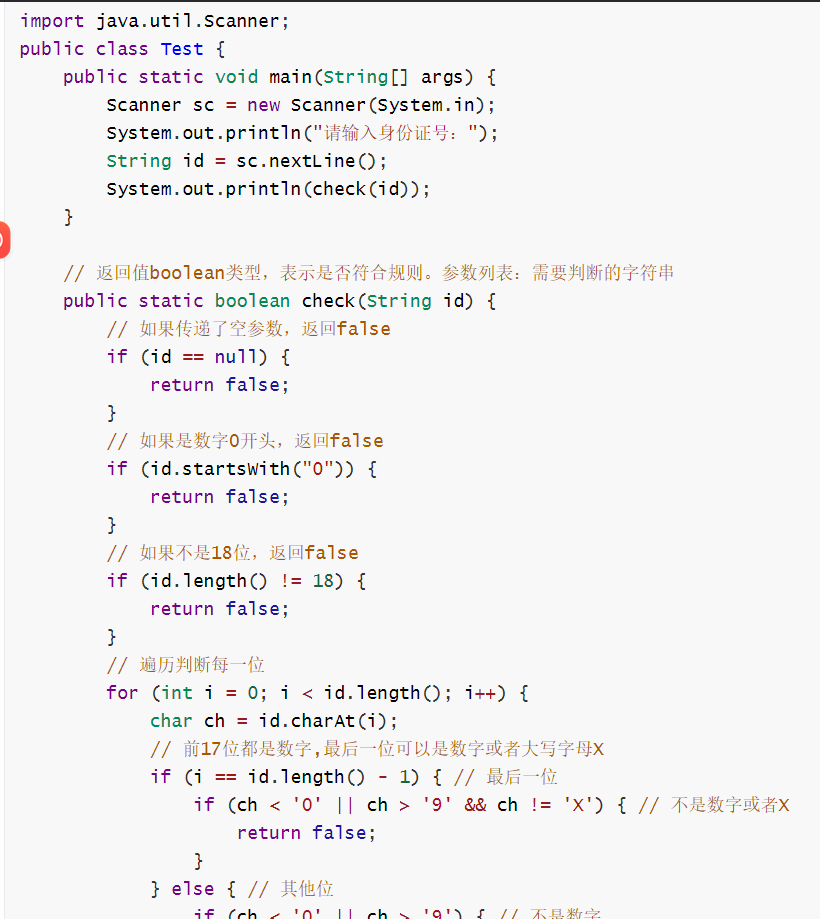 import java.util.Scanner;
public class Test {
    public static void main(String[] args) {
        Scanner sc = new Scanner(System.in);
        System.out.println("请输入身份证号：");
        String id = sc.nextLine();
        System.out.println(check(id));
    }

    // 返回值boolean类型，表示是否符合规则。参数列表：需要判断的字符串
    public static boolean check(String id) {
        // 如果传递了空参数，返回false
        if (id == null) {
            return false;
        }
        // 如果是数字0开头，返回false
        if (id.startsWith("0")) {
            return false;
        }
        // 如果不是18位，返回false
        if (id.length() != 18) {
            return false;
        }
        // 遍历判断每一位
        for (int i = 0; i < id.length(); i++) {
            char ch = id.charAt(i);
            // 前17位都是数字,最后一位可以是数字或者大写字母X
            if (i == id.length() - 1) { // 最后一位
                if (ch < '0' || ch > '9' && ch != 'X') { // 不是数字或者X
                    return false;
                }
            } else { // 其他位
                if (ch < '0' || ch > '9') { // 不是数字